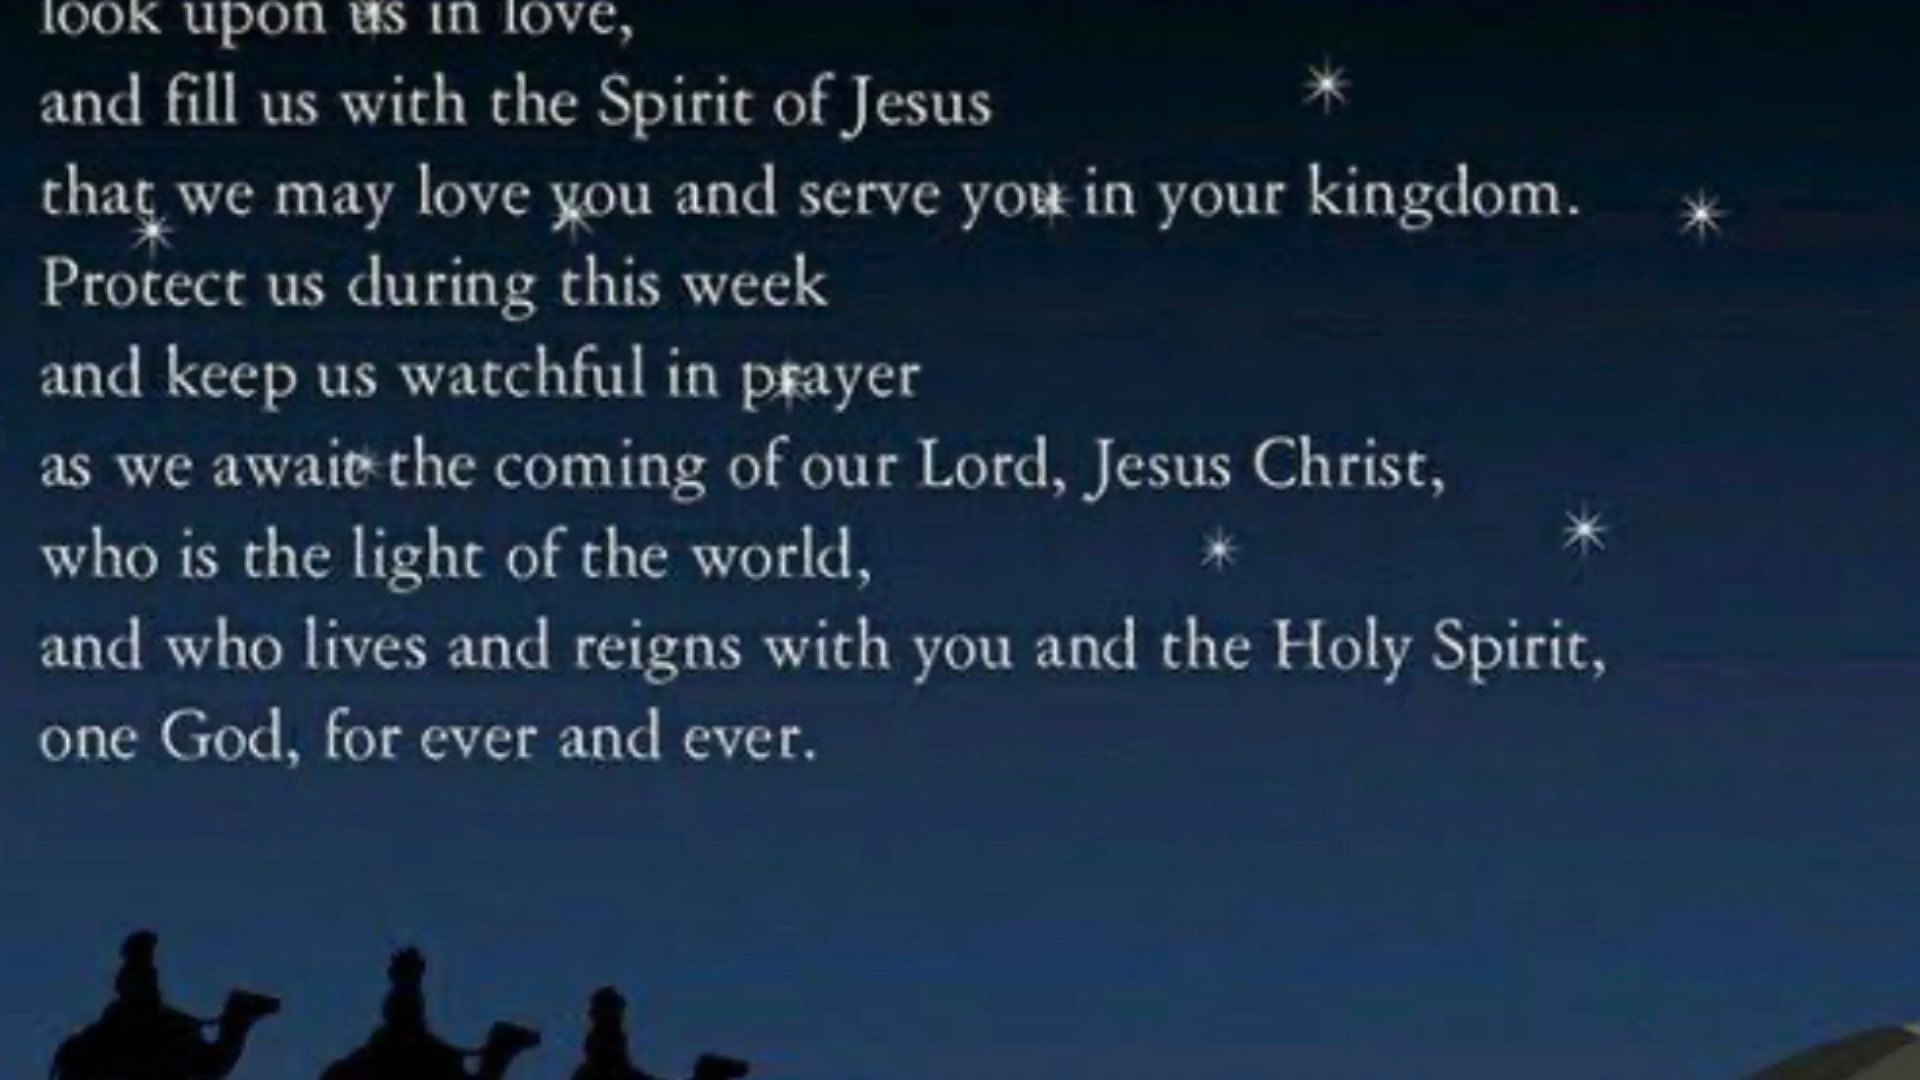 look upon us in love,
and fill us with the Spirit of Jesus
that we may love you and serve you in your kingdom.
Protect us during this week
and keep us watchful in prayer
as we await the coming of our Lord, Jesus Christ,
who is the light of the world,
and who lives and reigns with you and the Holy Spirit,
one God, for ever and ever.